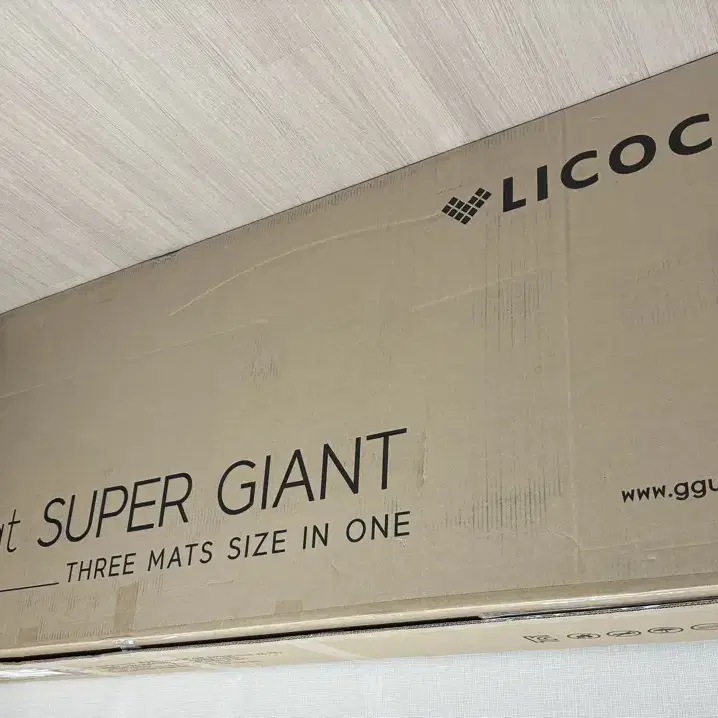 LICOC
t SUPER GIANT
THREE MATS SIZE IN ONE
www.ggu